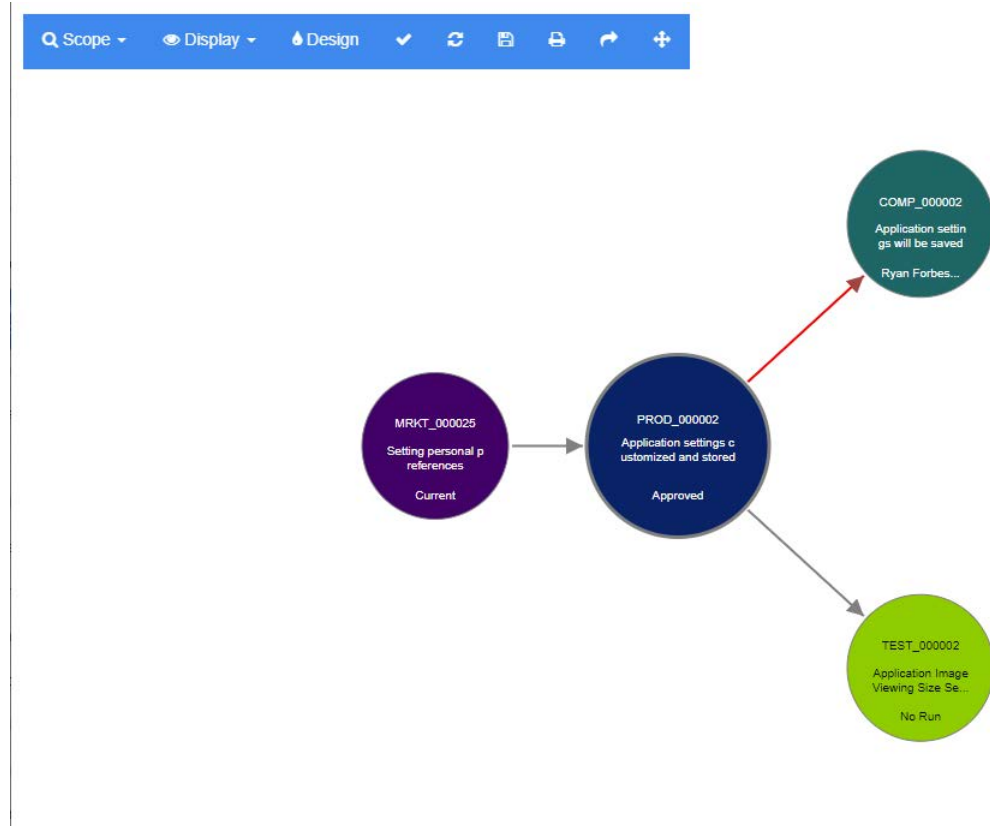 Scope Display Design
COMP_000002
Application settin
gs will be saved
Ryan Forbes...
MRKT_000025
Setting personal p
references
Current
PROD_000002
Application settings c
ustomized and stored
Approved
TEST_000002
Application Image
Viewing Size Se...
No Run